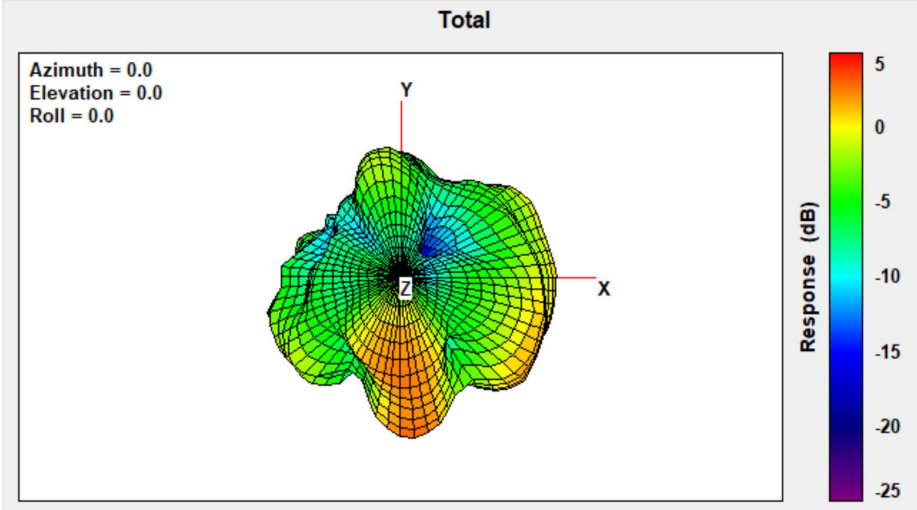 Total
Azimuth = 0.0
Elevation = 0.0
Roll = 0.0
Y
X
Z
Response (dB)
5
0
-5
-10
-15
-20
-25